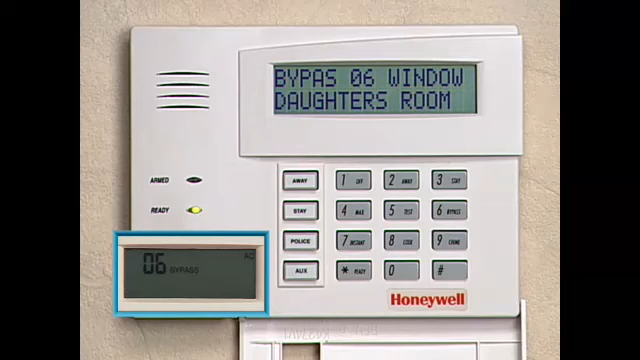 BYPAS 06 WINDOW
DAUGHTERS ROOM
ARMED
READY
AWAY 1 OFF 2 AWAY 3 STAY
STAY 4 MAX 5 TEST 6 BYPASS
POLICE 7 INSTANT 8 CODE 9 CHIME
AUX * READY 0 #
Honeywell
06 BYPASS AC